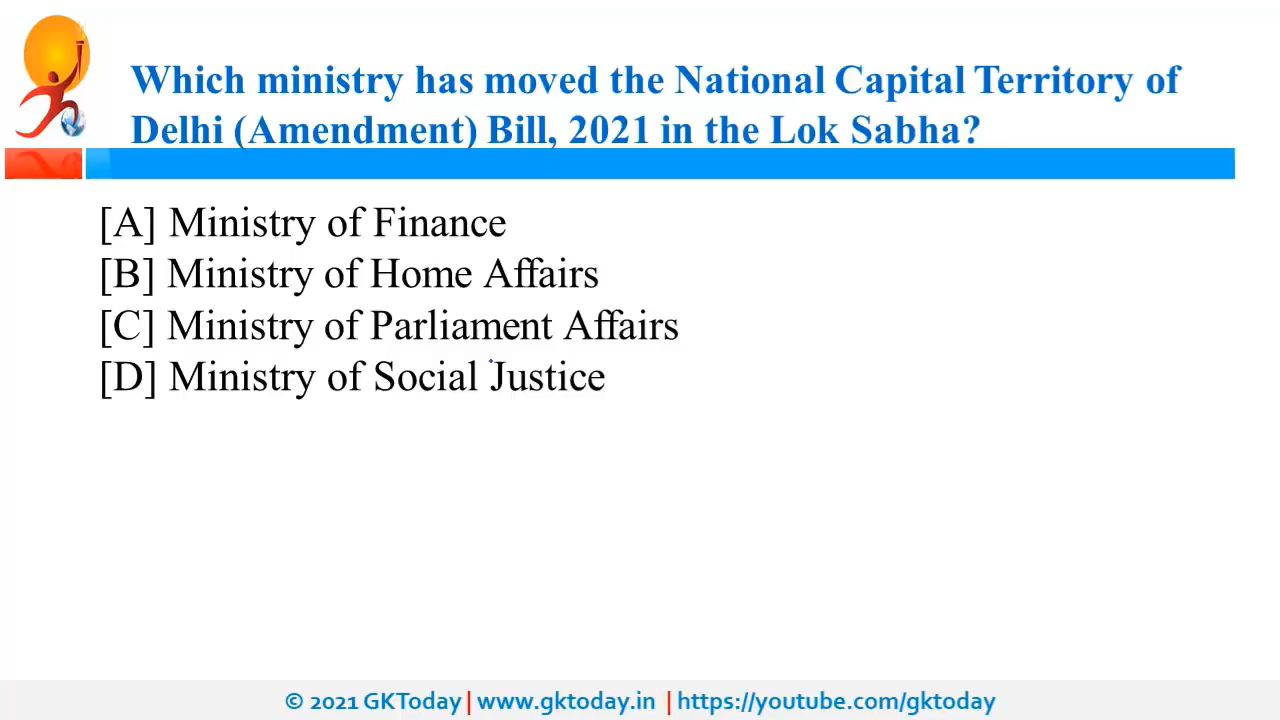 Which ministry has moved the National Capital Territory of
Delhi (Amendment) Bill, 2021 in the Lok Sabha?
[A] Ministry of Finance
[B] Ministry of Home Affairs
[C] Ministry of Parliament Affairs
[D] Ministry of Social Justice
© 2021 GKToday | www.gktoday.in | https://youtube.com/gktoday